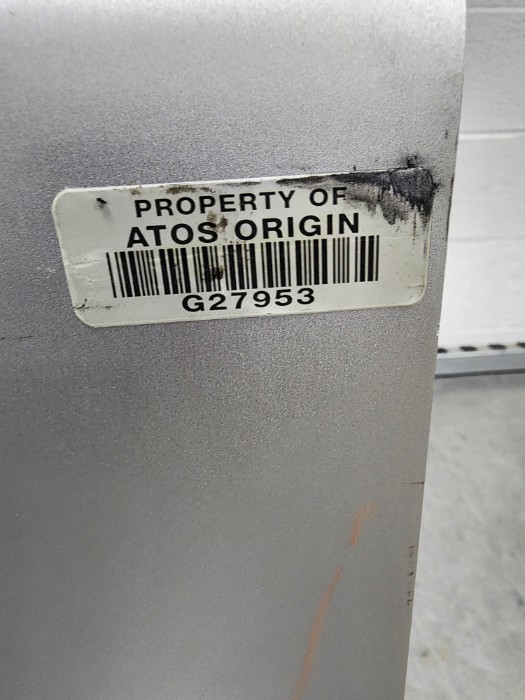 PROPERTY OF
ATOS ORIGIN
G27953